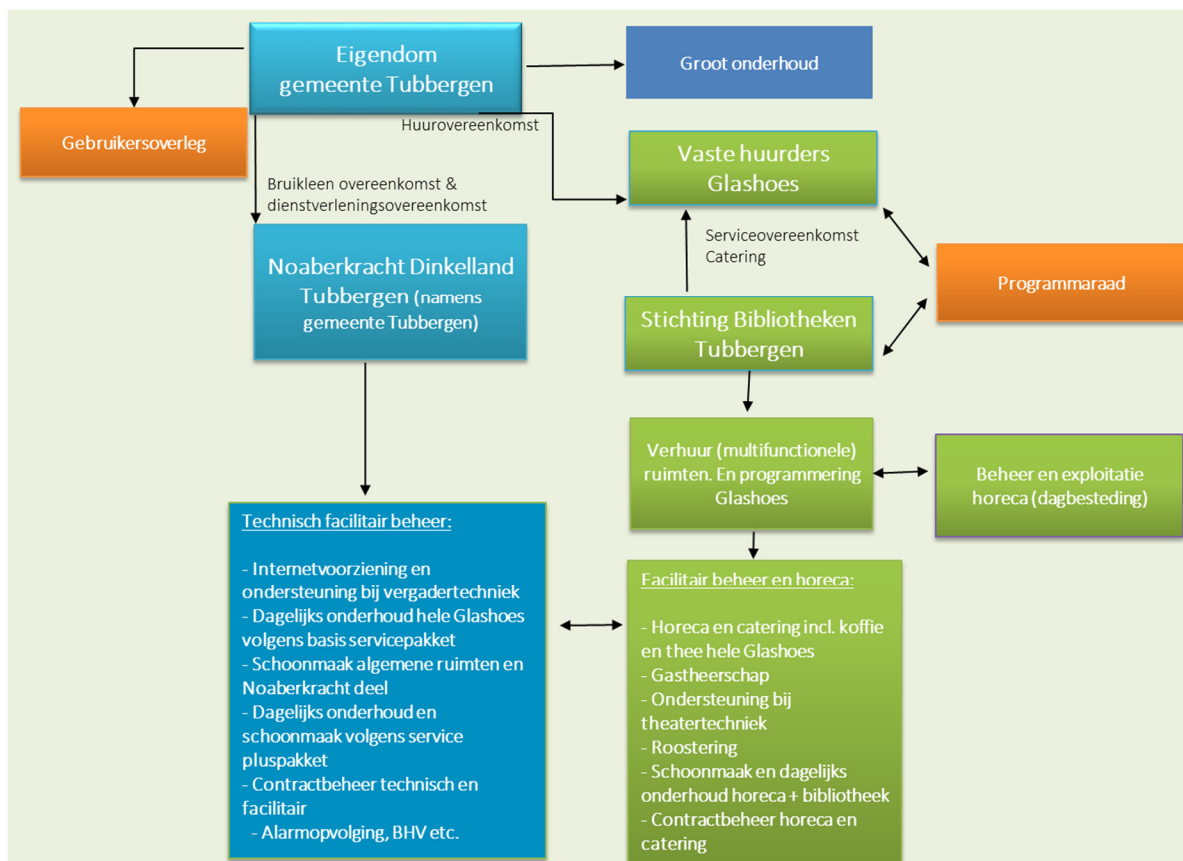 Eigendom
gemeente Tubbergen
Groot onderhoud
Gebruikersoverleg
Huurovereenkomst
Vaste huurders
Glashoes
Bruikleen overeenkomst &
dienstverleningsovereenkomst
Serviceovereenkomst
Catering
Noaberkracht Dinkelland
Tubbergen (namens
gemeente Tubbergen)
Programmaraad
Stichting Bibliotheken
Tubbergen
Verhuur (multifunctionele)
ruimten. En programmering
Glashoes
Beheer en exploitatie
horeca (dagbesteding)
Technisch facilitair beheer:
- Internetvoorziening en
ondersteuning bij vergadertechniek
- Dagelijks onderhoud hele Glashoes
volgens basis servicepakket
- Schoonmaak algemene ruimten en
Noaberkracht deel
- Dagelijks onderhoud en
schoonmaak volgens service
pluspakket
- Contractbeheer technisch en
facilitair
- Alarmopvolging, BHV etc.
Facilitair beheer en horeca:
- Horeca en catering incl. koffie
en thee hele Glashoes
- Gastheerschap
- Ondersteuning bij
theatertechniek
- Roostering
- Schoonmaak en dagelijks
onderhoud horeca + bibliotheek
- Contractbeheer horeca en
catering